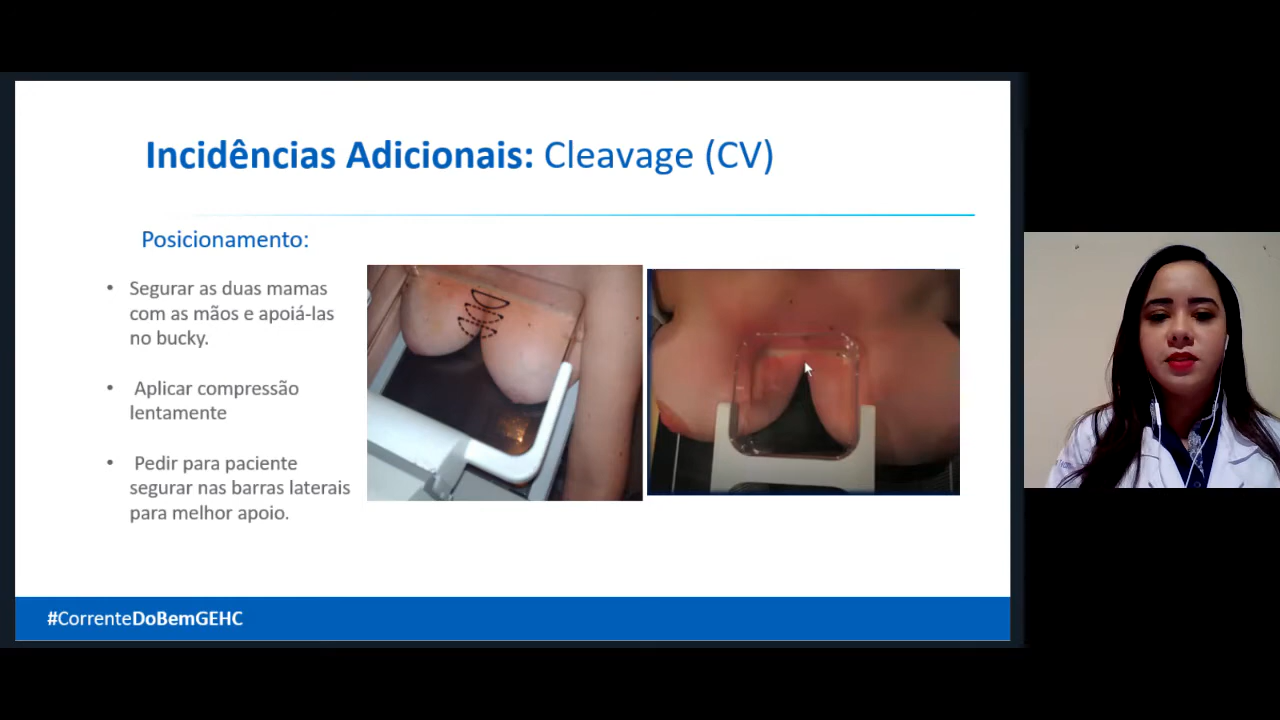 Incidências Adicionais: Cleavage (CV)
Posicionamento:
• Segurar as duas mamas
com as mãos e apoiá-las
no bucky.
• Aplicar compressão
lentamente
• Pedir para paciente
segurar nas barras laterais
para melhor apoio.
#CorrenteDoBemGEHC